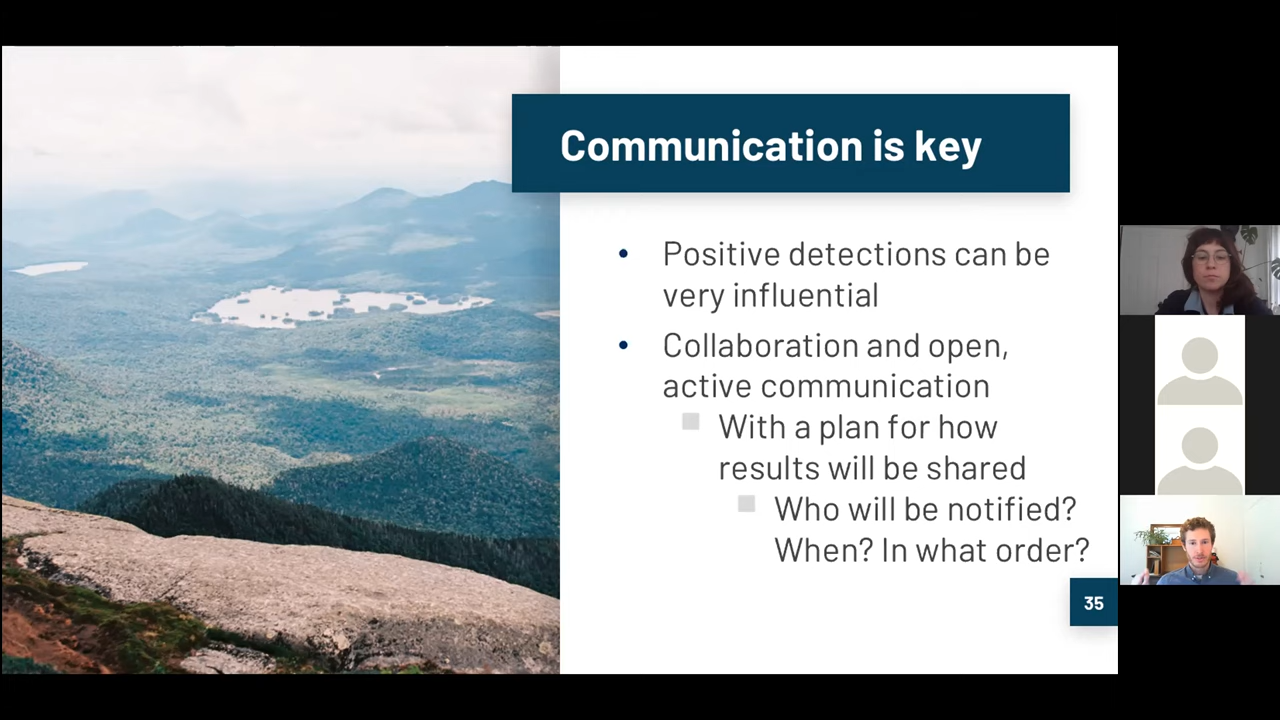 Communication is key
• Positive detections can be
very influential
• Collaboration and open,
active communication
With a plan for how
results will be shared
Who will be notified?
When? In what order?
35